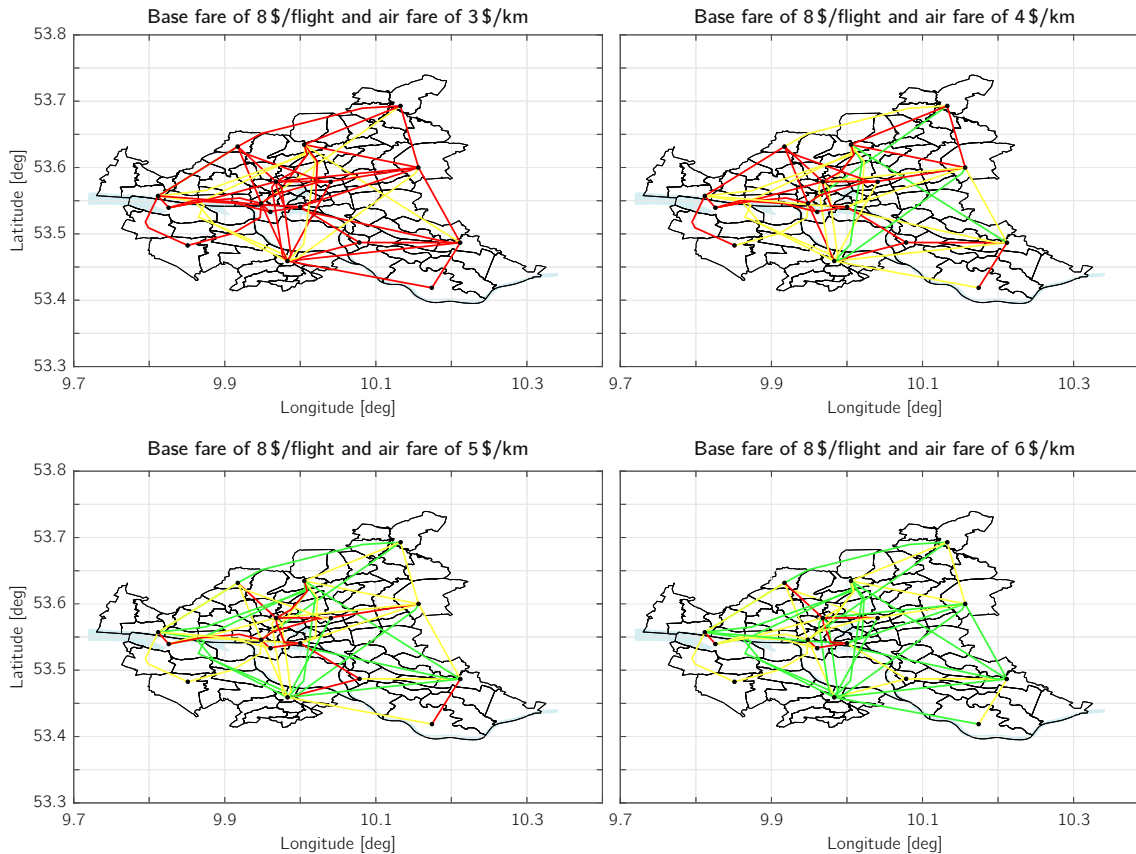 Base fare of 8 $/flight and air fare of 3 $/km
Base fare of 8 $/flight and air fare of 4 $/km
53.8
53.7
53.6
53.5
53.4
53.3
Latitude [deg]
9.7 9.9 10.1 10.3
Longitude [deg]
9.9 10.1 10.3
Longitude [deg]
Base fare of 8 $/flight and air fare of 5 $/km
Base fare of 8 $/flight and air fare of 6 $/km
53.8
53.7
53.6
53.5
53.4
53.3
Latitude [deg]
9.7 9.9 10.1 10.3
Longitude [deg]
9.9 10.1 10.3
Longitude [deg]